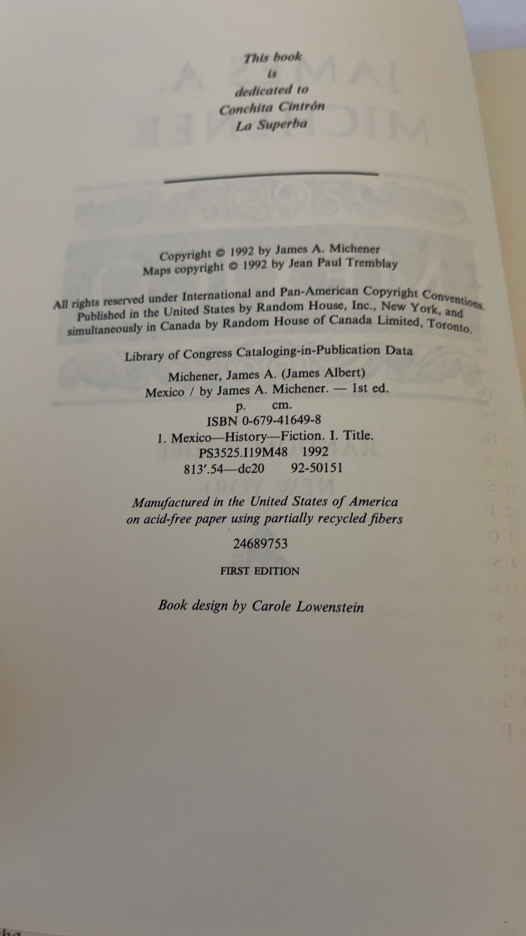 This book
is
dedicated to
Conchita Cintrón
La Superba
Copyright © 1992 by James A. Michener
Maps copyright © 1992 by Jean Paul Tremblay
All rights reserved under International and Pan-American Copyright Conventions.
Published in the United States by Random House, Inc., New York, and
simultaneously in Canada by Random House of Canada Limited, Toronto.
Library of Congress Cataloging-in-Publication Data
Michener, James A. (James Albert)
Mexico / by James A. Michener. — 1st ed.
p. cm.
ISBN 0-679-41649-8
1. Mexico—History—Fiction. I. Title.
PS3525.I19M48 1992
813'.54—dc20 92-50151
Manufactured in the United States of America
on acid-free paper using partially recycled fibers
24689753
FIRST EDITION
Book design by Carole Lowenstein